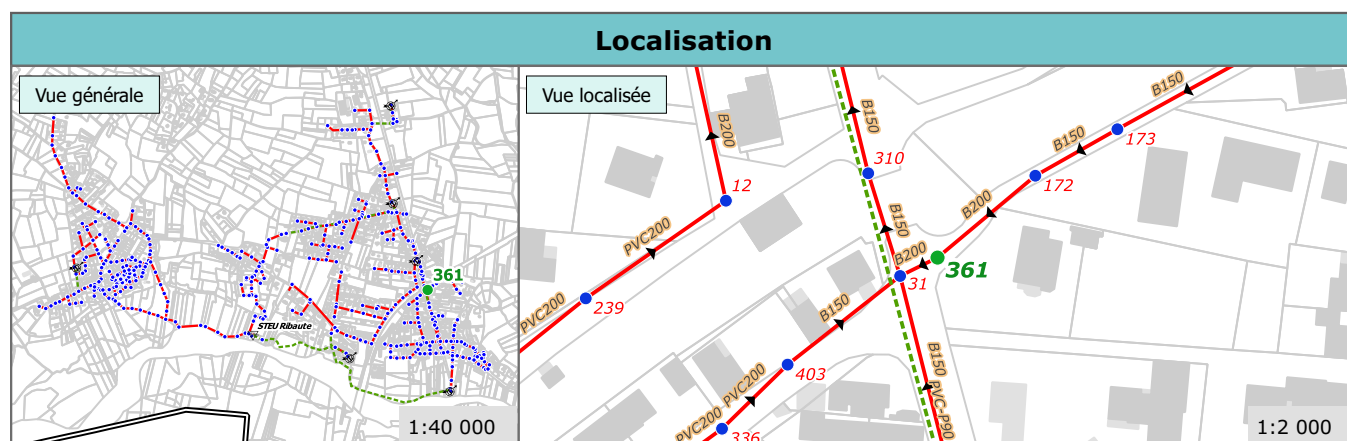 Localisation
Vue générale
361
STEU Ribaute
1:40 000
Vue localisée
B200
B150
B150
173
310
B150
172
12
B200
PVC200
B150
B200
361
31
PVC200
239
B150
B150
403
PVC200
PVC-P90
PVC200
336
1:2 000